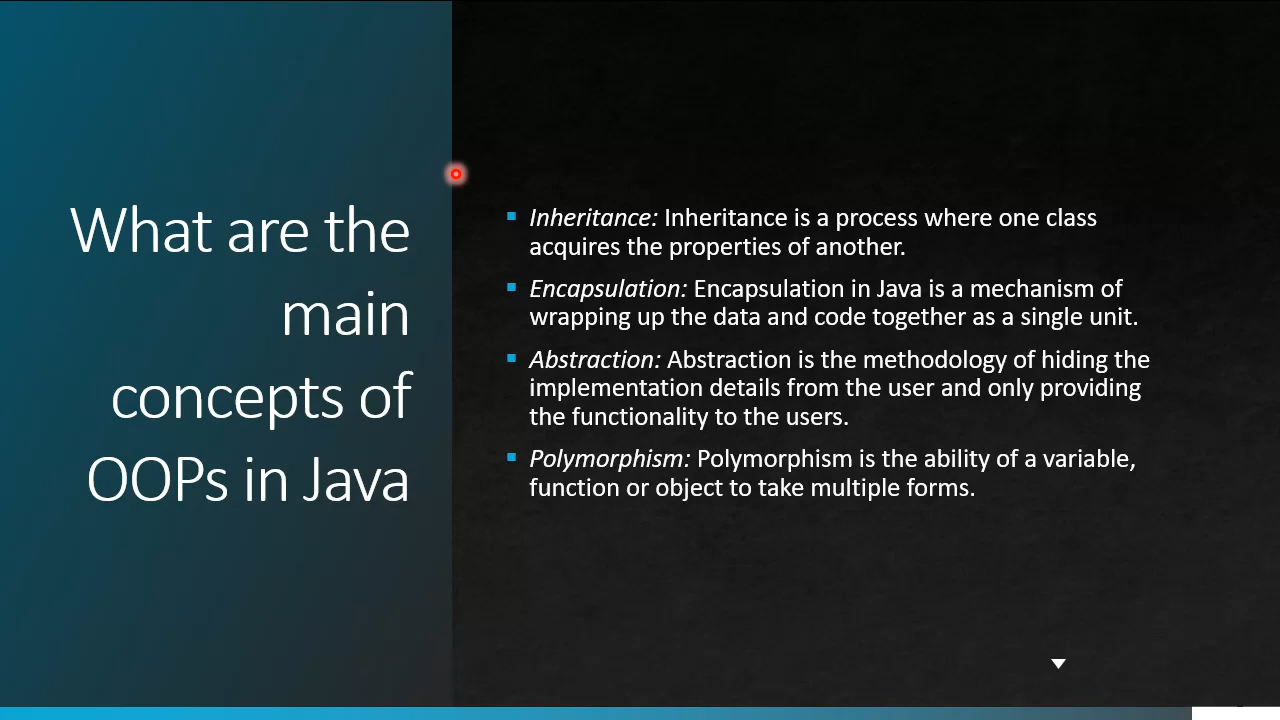 What are the
main
concepts of
OOPs in Java
Inheritance: Inheritance is a process where one class
acquires the properties of another.
Encapsulation: Encapsulation in Java is a mechanism of
wrapping up the data and code together as a single unit.
Abstraction: Abstraction is the methodology of hiding the
implementation details from the user and only providing
the functionality to the users.
Polymorphism: Polymorphism is the ability of a variable,
function or object to take multiple forms.